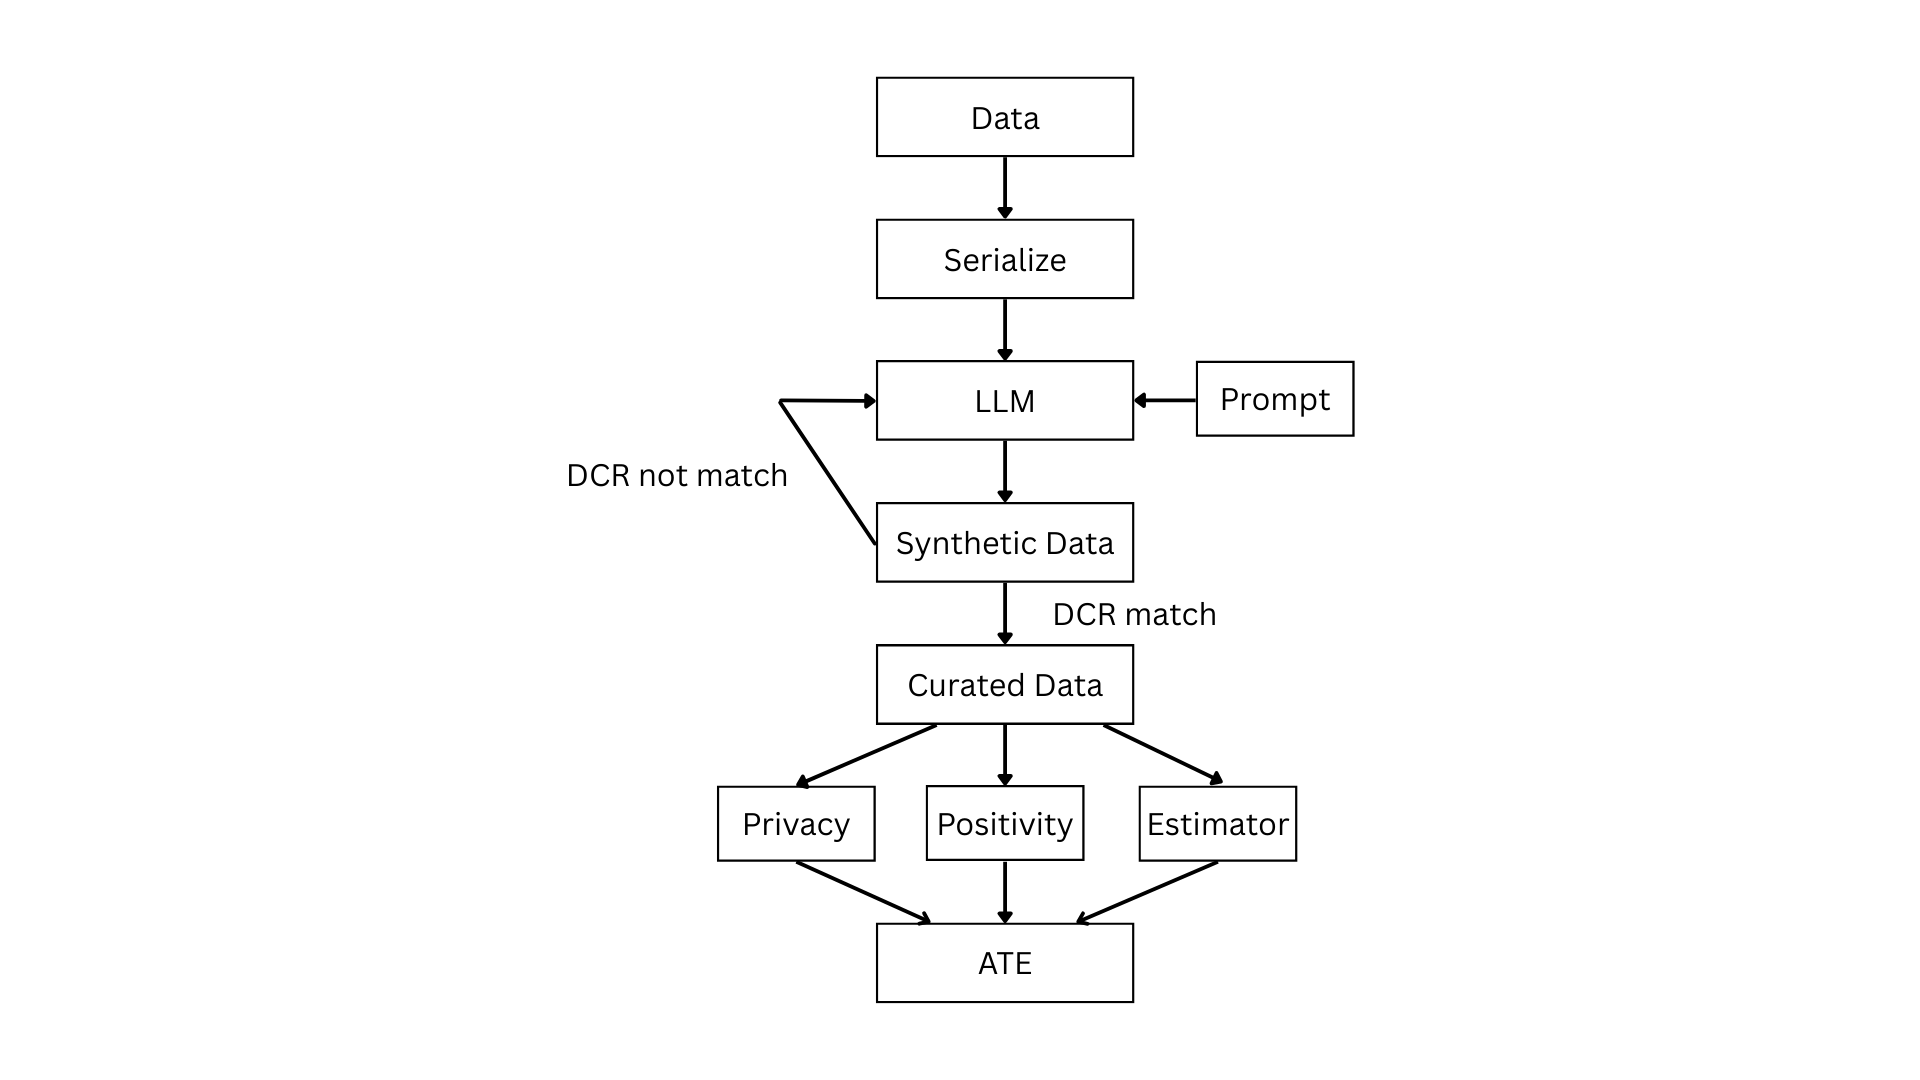 Data
Serialize
LLM
Prompt
DCR not match
Synthetic Data
DCR match
Curated Data
Privacy
Positivity
Estimator
ATE